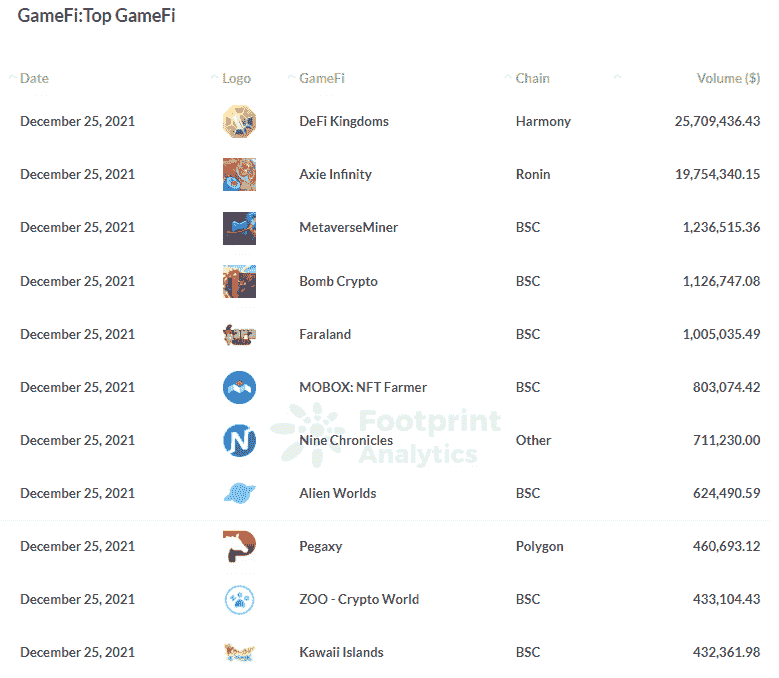 GameFi:Top GameFi
Date Logo GameFi Chain Volume ($)
December 25, 2021 DeFi Kingdoms Harmony 25,709,436.43
December 25, 2021 Axie Infinity Ronin 19,754,340.15
December 25, 2021 MetaverseMiner BSC 1,236,515.36
December 25, 2021 Bomb Crypto BSC 1,126,747.08
December 25, 2021 Faraland BSC 1,005,035.49
December 25, 2021 MOBOX: NFT Farmer BSC 803,074.42
Footprint
December 25, 2021 N Nine Chronicles Other 711,230.00
Analytics
December 25, 2021 Alien Worlds BSC 624,490.59
December 25, 2021 Pegaxy Polygon 460,693.12
December 25, 2021 ZOO - Crypto World BSC 433,104.43
December 25, 2021 Kawaii Islands BSC 432,361.98